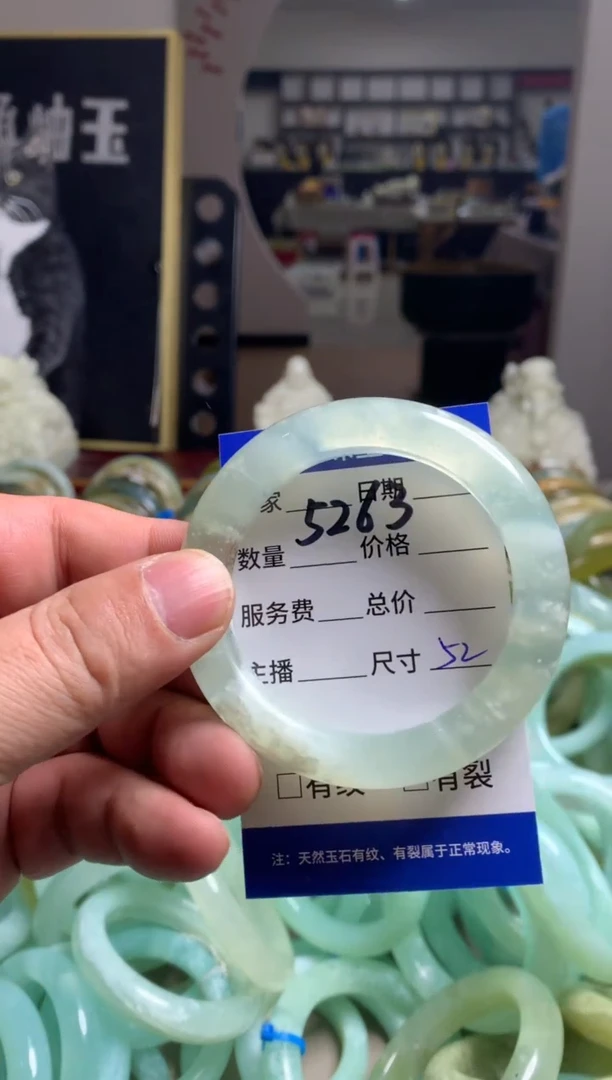 玉岫
家 日期
5263
数量 价格
服务费 总价
主播 尺寸 52
□有纹 □有裂
注：天然玉石有纹、有裂属于正常现象。